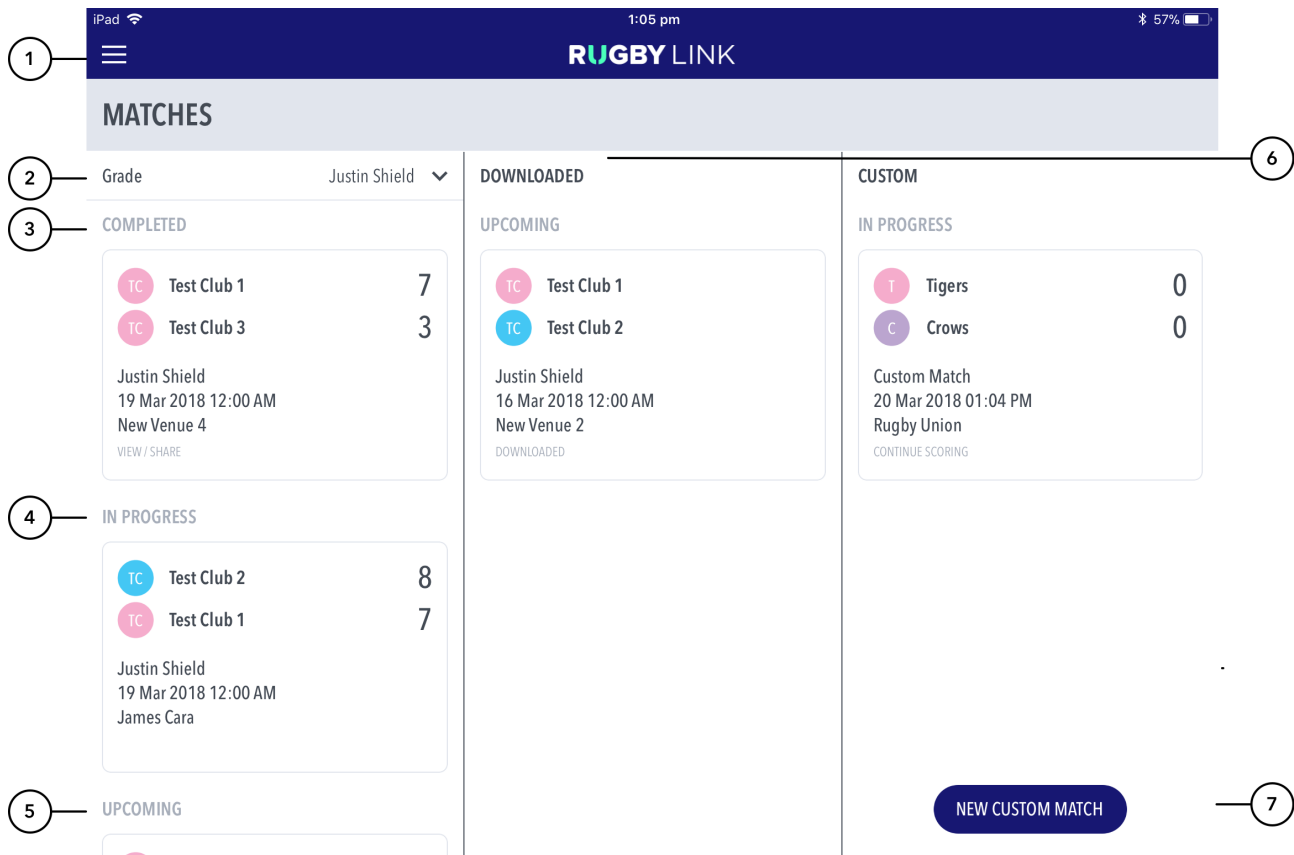 iPad 1:05 pm 57%
1
RUGBY LINK
MATCHES
6
2
Grade Justin Shield
3
COMPLETED
TC Test Club 1 7
TC Test Club 3 3
Justin Shield
19 Mar 2018 12:00 AM
New Venue 4
VIEW / SHARE
4
IN PROGRESS
TC Test Club 2 8
TC Test Club 1 7
Justin Shield
19 Mar 2018 12:00 AM
James Cara
5
UPCOMING
DOWNLOADED
UPCOMING
TC Test Club 1
TC Test Club 2
Justin Shield
16 Mar 2018 12:00 AM
New Venue 2
DOWNLOADED
CUSTOM
IN PROGRESS
T Tigers 0
C Crows 0
Custom Match
20 Mar 2018 01:04 PM
Rugby Union
CONTINUE SCORING
NEW CUSTOM MATCH
7